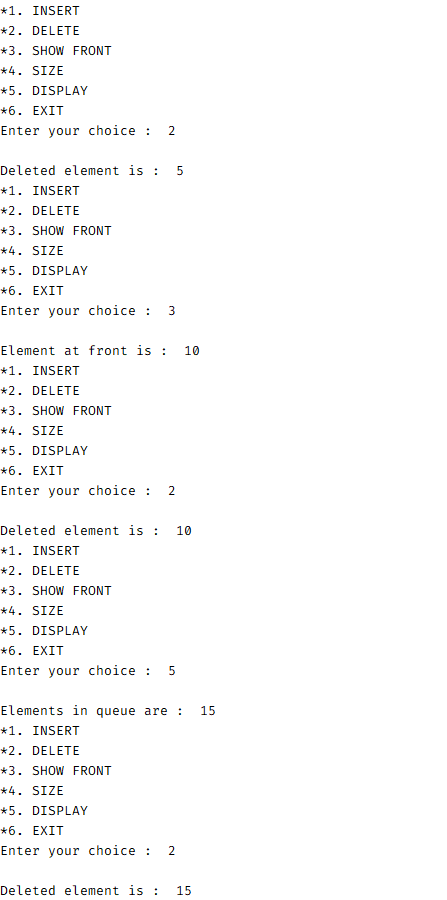 *1. INSERT
*2. DELETE
*3. SHOW FRONT
*4. SIZE
*5. DISPLAY
*6. EXIT
Enter your choice :  2
Deleted element is :  5
*1. INSERT
*2. DELETE
*3. SHOW FRONT
*4. SIZE
*5. DISPLAY
*6. EXIT
Enter your choice :  3
Element at front is :  10
*1. INSERT
*2. DELETE
*3. SHOW FRONT
*4. SIZE
*5. DISPLAY
*6. EXIT
Enter your choice :  2
Deleted element is :  10
*1. INSERT
*2. DELETE
*3. SHOW FRONT
*4. SIZE
*5. DISPLAY
*6. EXIT
Enter your choice :  5
Elements in queue are :  15
*1. INSERT
*2. DELETE
*3. SHOW FRONT
*4. SIZE
*5. DISPLAY
*6. EXIT
Enter your choice :  2
Deleted element is :  15